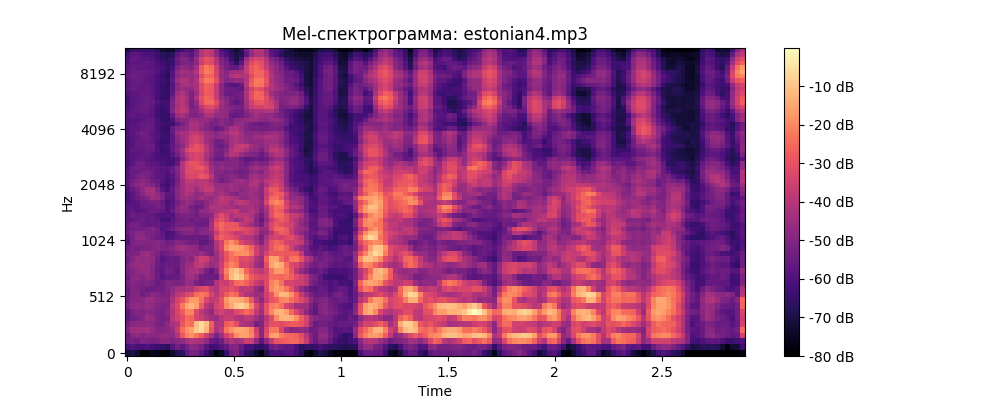 Mel-спектрограмма: estonian4.mp3
8192
4096
2048
1024
512
0
Hz
0
0.5
1
1.5
2
2.5
Time
-10 dB
-20 dB
-30 dB
-40 dB
-50 dB
-60 dB
-70 dB
-80 dB